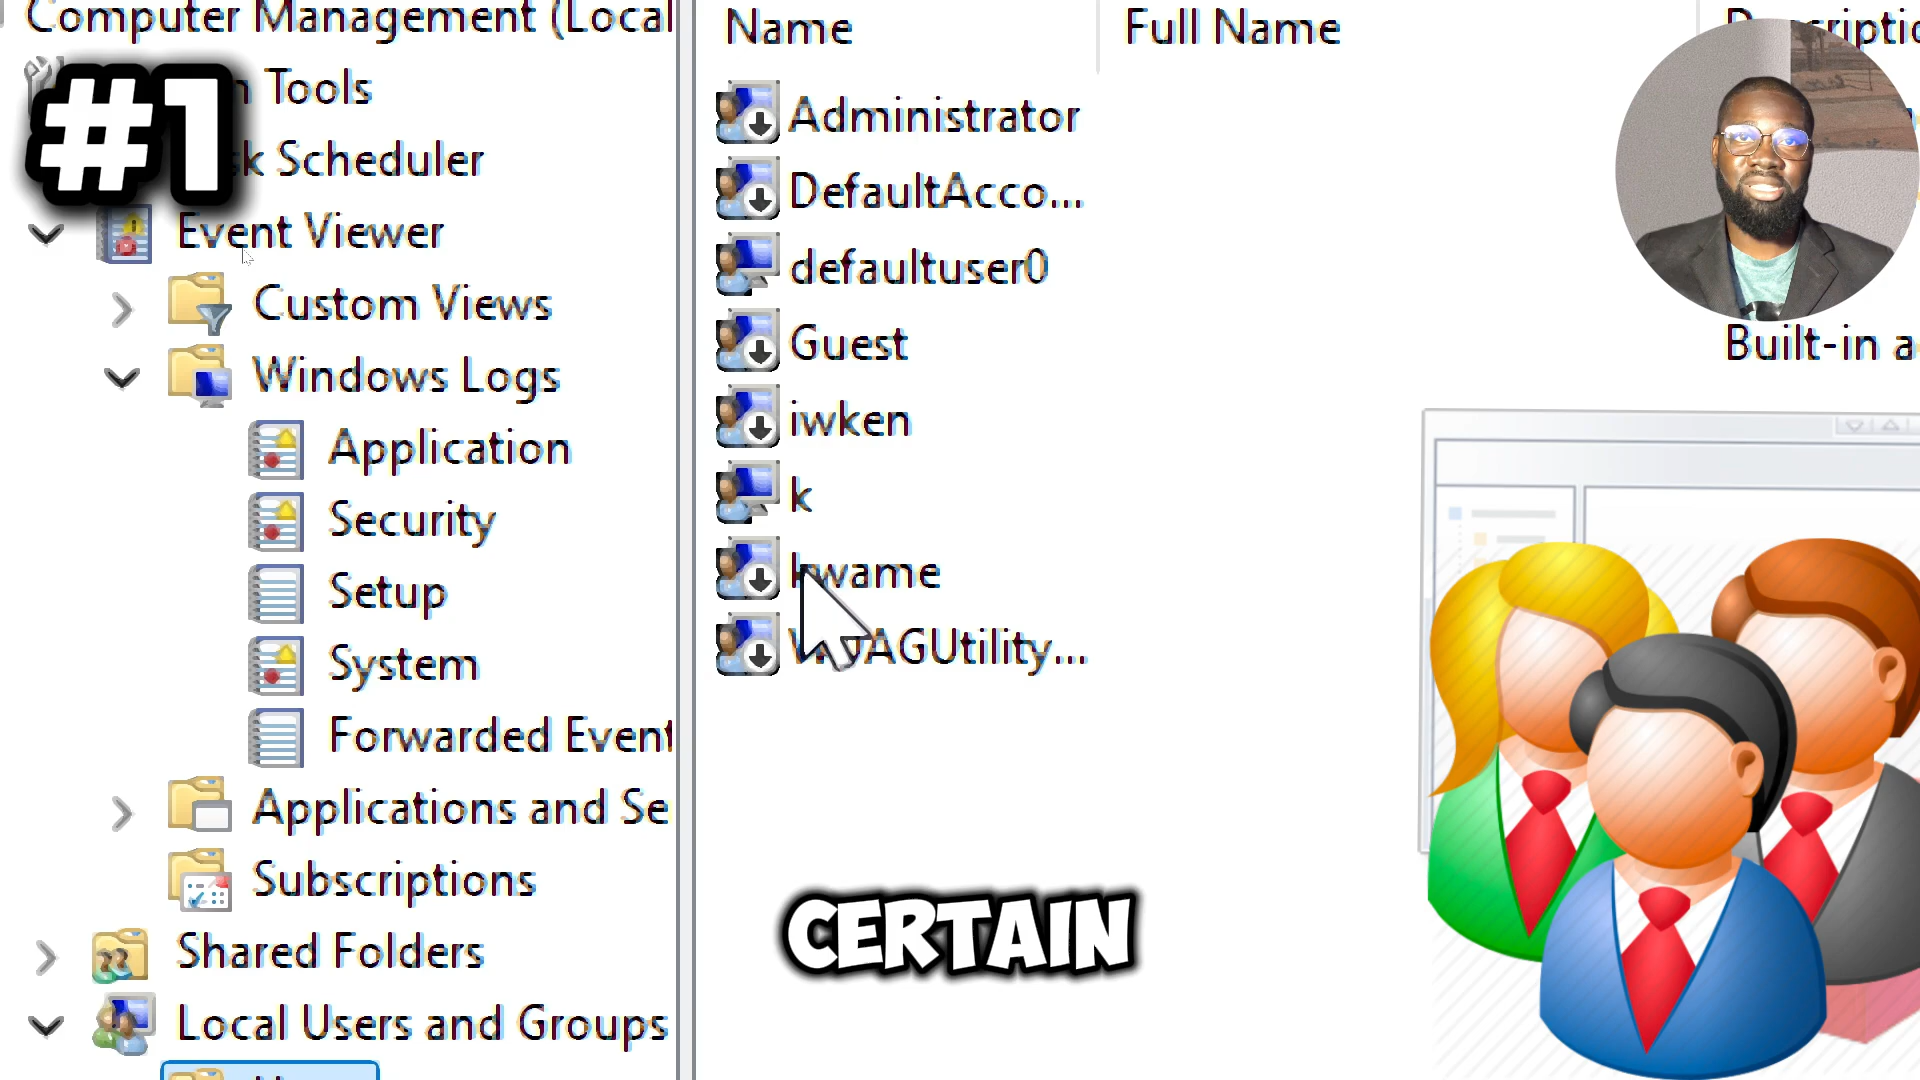 Computer Management (Local
#1
Tools
Scheduler
Event Viewer
Custom Views
Windows Logs
Application
Security
Setup
System
Forwarded Event
Applications and Se
Subscriptions
Shared Folders
Local Users and Groups
Name
Full Name
Administrator
DefaultAcco...
defaultuser0
Guest
Built-in a
iwken
k
kwame
CERTAIN